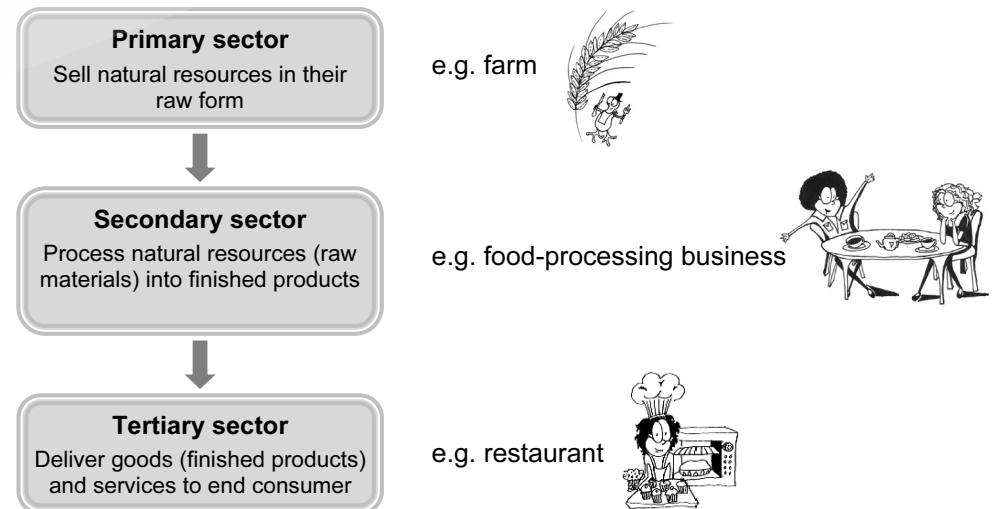 Primary sector
Sell natural resources in their
raw form
e.g. farm
Secondary sector
Process natural resources (raw
materials) into finished products
e.g. food-processing business
Tertiary sector
Deliver goods (finished products)
and services to end consumer
e.g. restaurant